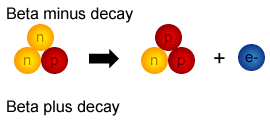 Beta minus decay
n p
n p n p + e-
Beta plus decay